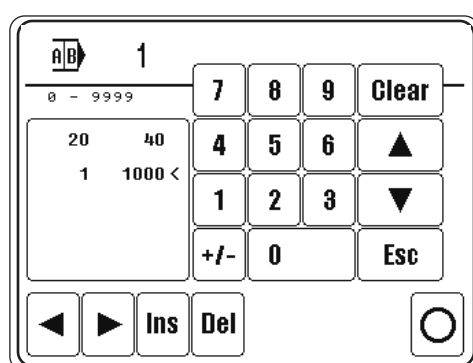 AB 1
0 - 9999
7 8 9 Clear
20 40
4 5 6
1 1000 <
1 2 3
+/- 0 Esc
Ins Del